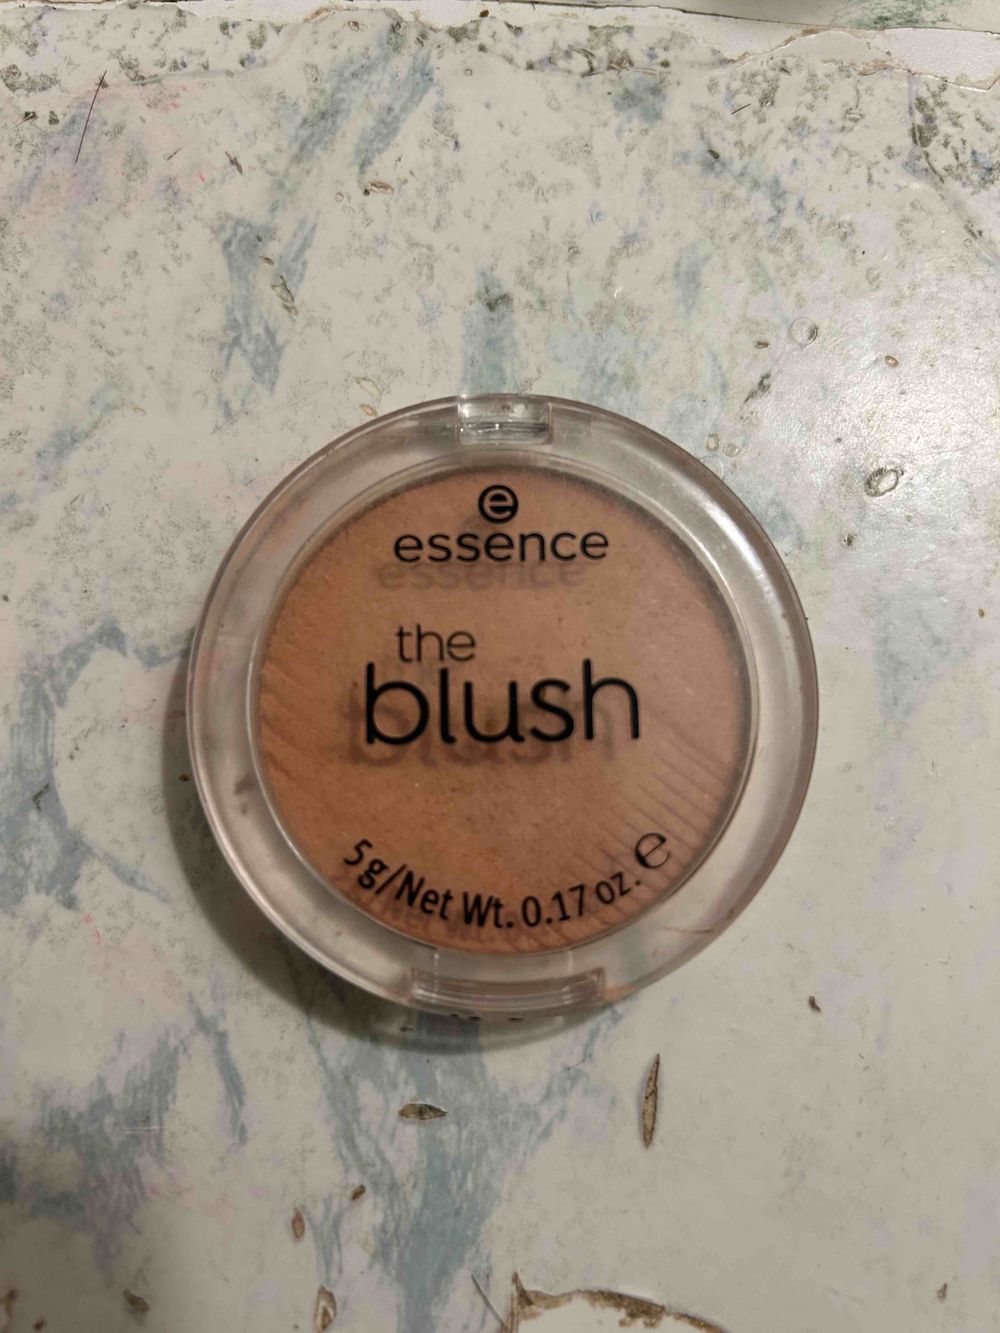 e
essence
the
blush
5g/Net Wt. 0.17 oz. ℮